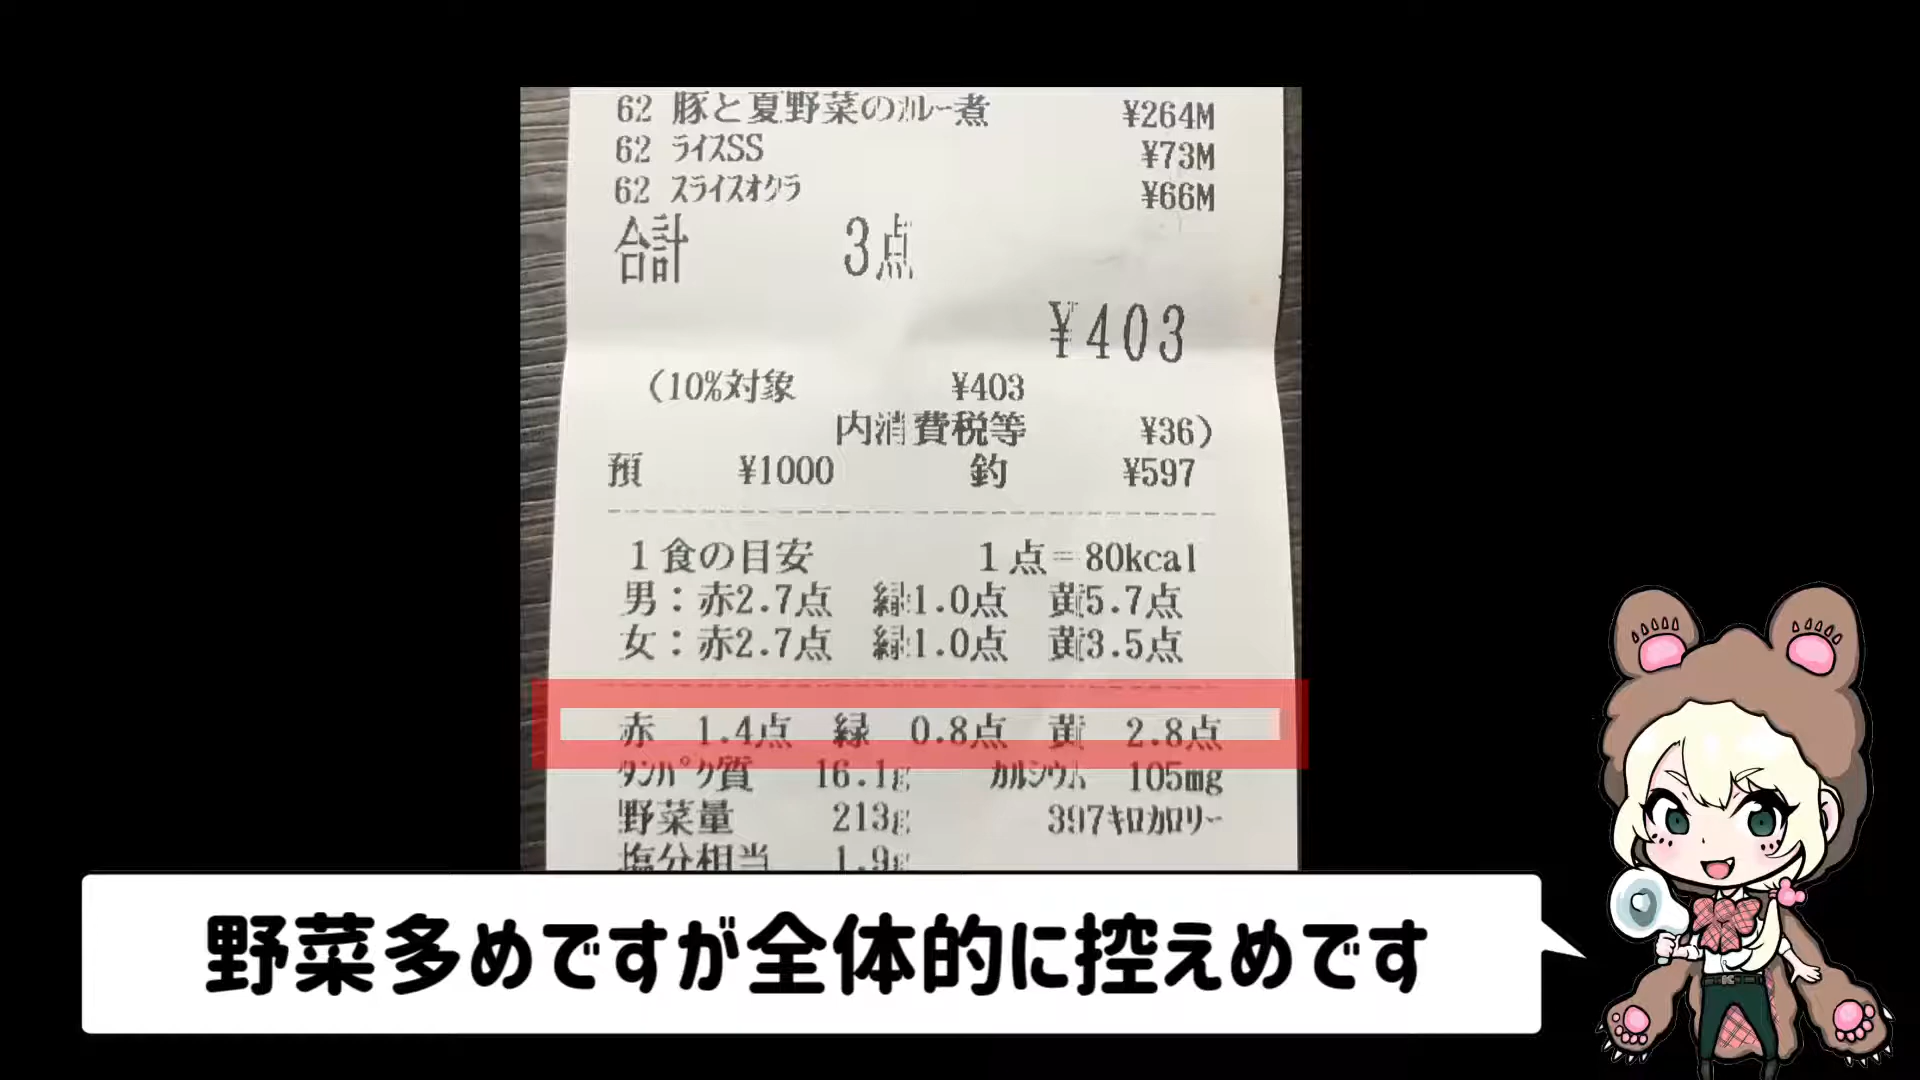 62 豚と夏野菜のカレー煮 ¥264M
62 ライスSS ¥73M
62 スライスオクラ ¥66M
合計 3点
¥403
(10%対象 ¥403
内消費税等 ¥36)
預 ¥1000 釣 ¥597
1食の目安 1点=80kcal
男:赤2.7点 緑1.0点 黄5.7点
女:赤2.7点 緑1.0点 黄3.5点
赤 1.4点 緑 0.8点 黄 2.8点
タンパク質 16.1g カルシウム 105mg
野菜量 213g 397キロカロリー
塩分相当 1.9g
野菜多めですが全体的に控えめです